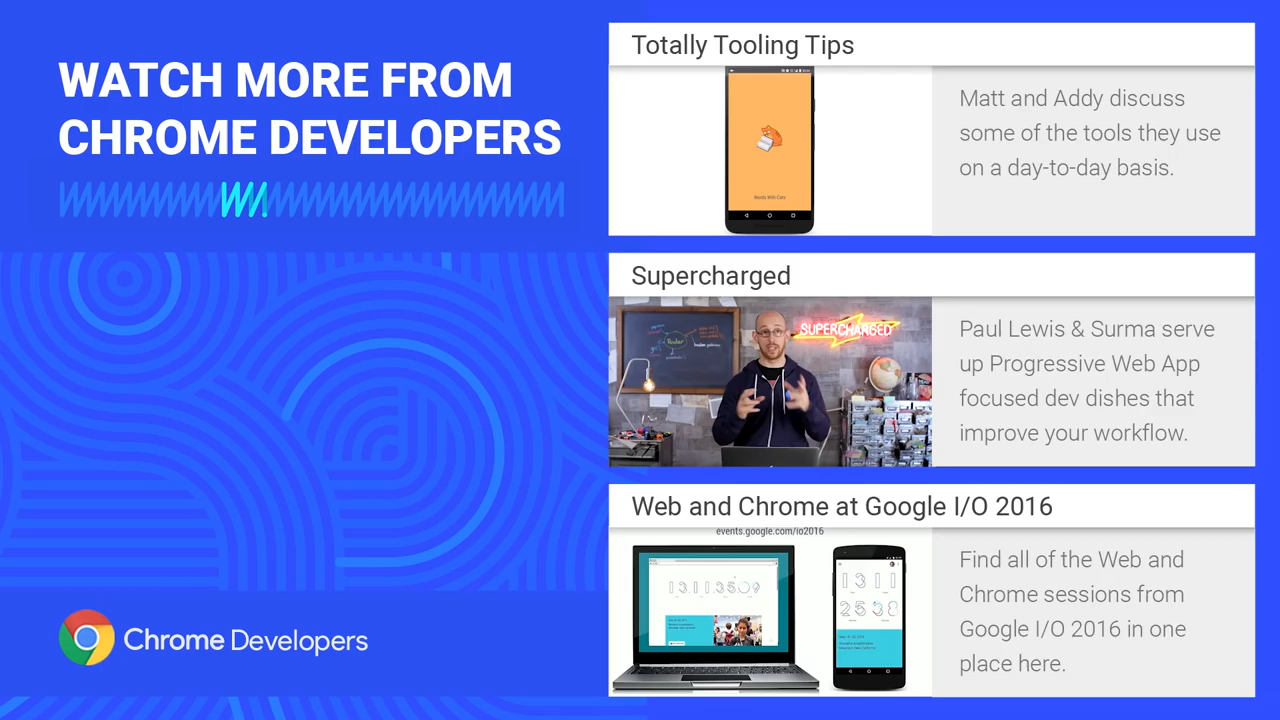 WATCH MORE FROM
CHROME DEVELOPERS
Chrome Developers
Totally Tooling Tips
Nerdy With Cats
Matt and Addy discuss
some of the tools they use
on a day-to-day basis.
Supercharged
SUPERCHARGED
Paul Lewis & Surma serve
up Progressive Web App
focused dev dishes that
improve your workflow.
Web and Chrome at Google I/O 2016
events.google.com/io2016
Find all of the Web and
Chrome sessions from
Google I/O 2016 in one
place here.